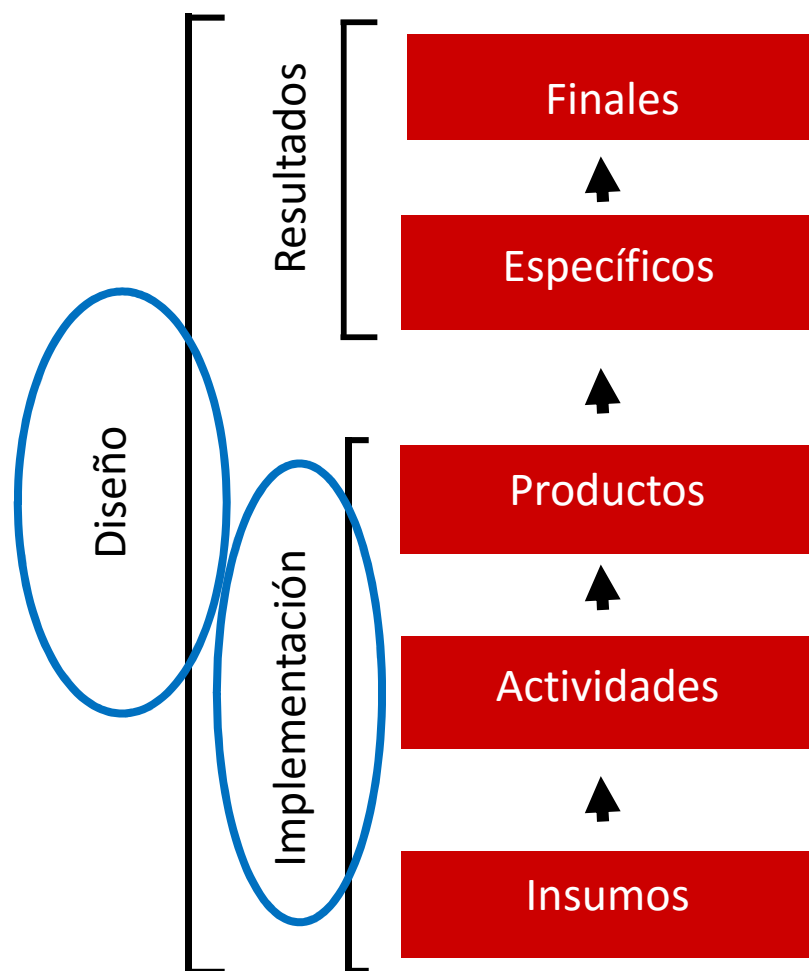 Diseño
Resultados
Implementación
Finales
Específicos
Productos
Actividades
Insumos